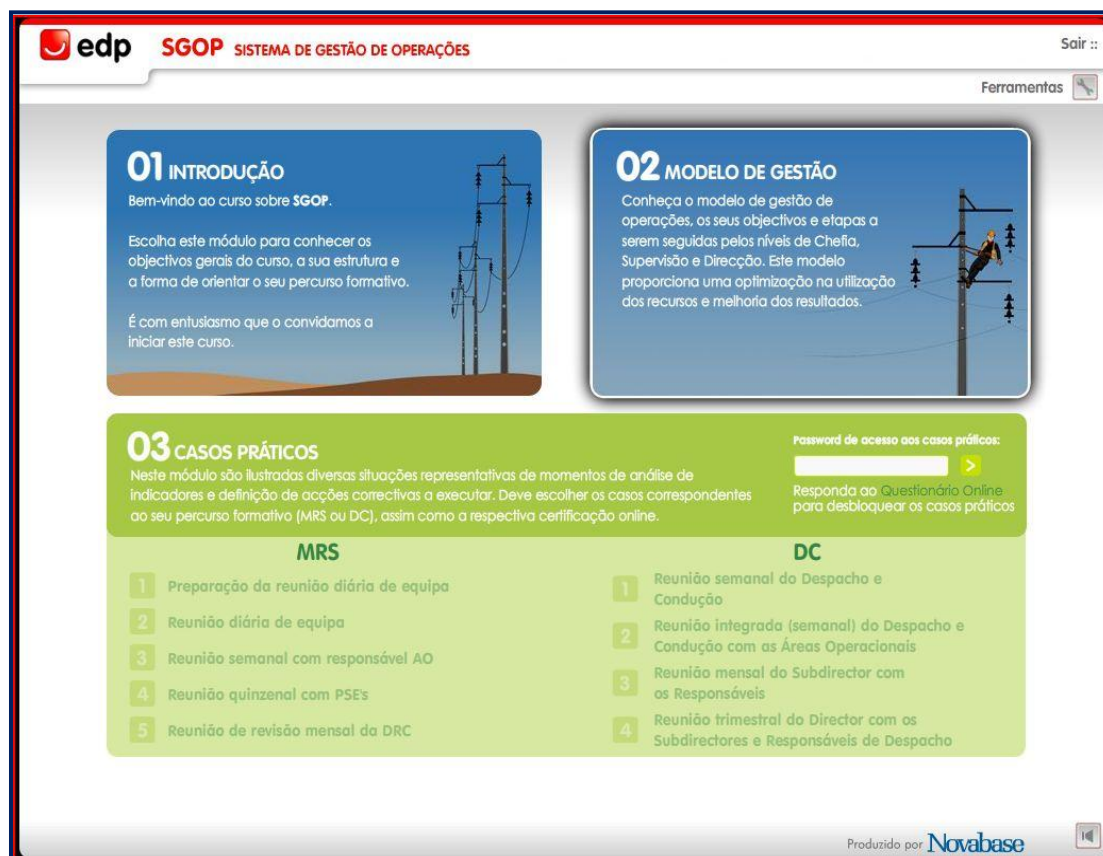 edp
SGOP SISTEMA DE GESTÃO DE OPERAÇÕES
Sair ::
Ferramentas
01 INTRODUÇÃO
Bem-vindo ao curso sobre SGOP.
Escolha este módulo para conhecer os
objectivos gerais do curso, a sua estrutura e
a forma de orientar o seu percurso formativo.
É com entusiasmo que o convidamos a
iniciar este curso.
02 MODELO DE GESTÃO
Conheça o modelo de gestão de
operações, os seus objectivos e etapas a
serem seguidas pelos níveis de Chefia,
Supervisão e Direcção. Este modelo
proporciona uma optimização na utilização
dos recursos e melhoria dos resultados.
03 CASOS PRÁTICOS
Neste módulo são ilustradas diversas situações representativas de momentos de análise de
indicadores e definição de acções correctivas a executar. Deve escolher os casos correspondentes
ao seu percurso formativo (MRS ou DC), assim como a respectiva certificação online.
Password de acesso aos casos práticos:
>
Responda ao Questionário Online
para desbloquear os casos práticos
MRS
1 Preparação da reunião diária de equipa
2 Reunião diária de equipa
3 Reunião semanal com responsável AO
4 Reunião quinzenal com PSE's
5 Reunião de revisão mensal da DRC
DC
1 Reunião semanal do Despacho e
Condução
2 Reunião integrada (semanal) do Despacho e
Condução com as Áreas Operacionais
3 Reunião mensal do Subdirector com
os Responsáveis
4 Reunião trimestral do Director com os
Subdirectores e Responsáveis de Despacho
Produzido por Novabase